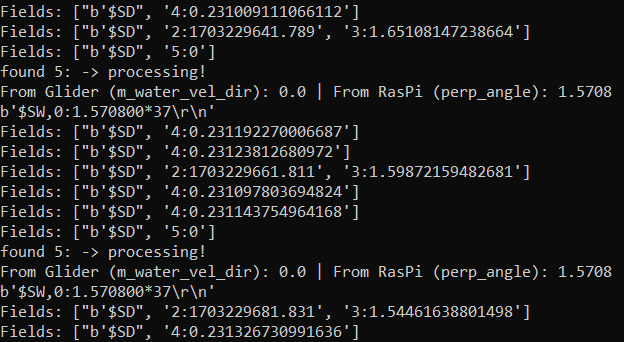 Fields: ["b'$SD", '4:0.231009111066112']
Fields: ["b'$SD", '2:1703229641.789', '3:1.65108147238664']
Fields: ["b'$SD", '5:0']
found 5: -> processing!
From Glider (m_water_vel_dir): 0.0 | From RasPi (perp_angle): 1.5708
b'$SW,0:1.570800*37\r\n'
Fields: ["b'$SD", '4:0.231192270006687']
Fields: ["b'$SD", '4:0.23123812680972']
Fields: ["b'$SD", '2:1703229661.811', '3:1.59872159482681']
Fields: ["b'$SD", '4:0.231097803694824']
Fields: ["b'$SD", '4:0.231143754964168']
Fields: ["b'$SD", '5:0']
found 5: -> processing!
From Glider (m_water_vel_dir): 0.0 | From RasPi (perp_angle): 1.5708
b'$SW,0:1.570800*37\r\n'
Fields: ["b'$SD", '2:1703229681.831', '3:1.54461638801498']
Fields: ["b'$SD", '4:0.231326730991636']